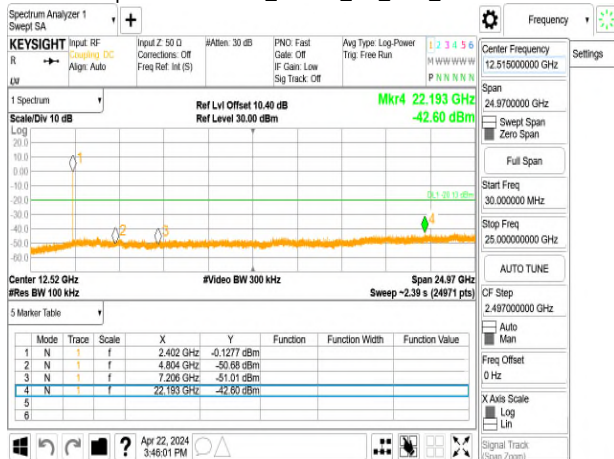 Spectrum Analyzer 1
Swept SA
+
Frequency
KEYSIGHT
R
Input: RF
Coupling: DC
Align: Auto
Input Z: 50 Ω
Corrections: Off
Freq Ref: Int (S)
#Atten: 30 dB
PNO: Fast
Gate: Off
IF Gain: Low
Sig Track: Off
Avg Type: Log-Power
Trig: Free Run
1 2 3 4 5 6
M W W W W W
P N N N N N
Center Frequency
12.515000000 GHz
Settings
Span
24.9700000 GHz
Swept Span
Zero Span
Full Span
Start Freq
30.000000 MHz
Stop Freq
25.000000000 GHz
AUTO TUNE
CF Step
2.497000000 GHz
Auto
Man
Freq Offset
0 Hz
X Axis Scale
Log
Lin
Signal Track
(Span Zoom)
1 Spectrum
Scale/Div 10 dB
Ref Lvl Offset 10.40 dB
Ref Level 30.00 dBm
Mkr4 22.193 GHz
-42.60 dBm
Log
20.0
10.0
0.00
-10.0
-20.0
-30.0
-40.0
-50.0
-60.0
1
2
3
4
Center 12.52 GHz
#Res BW 100 kHz
#Video BW 300 kHz
Span 24.97 GHz
Sweep ~2.39 s (24971 pts)
5 Marker Table
Mode Trace Scale X Y Function Function Width Function Value
1 N 1 f 2.402 GHz -0.1277 dBm
2 N 1 f 4.804 GHz -50.68 dBm
3 N 1 f 7.206 GHz -51.01 dBm
4 N 1 f 22.193 GHz -42.60 dBm
5
6
?
Apr 22, 2024
3:46:01 PM